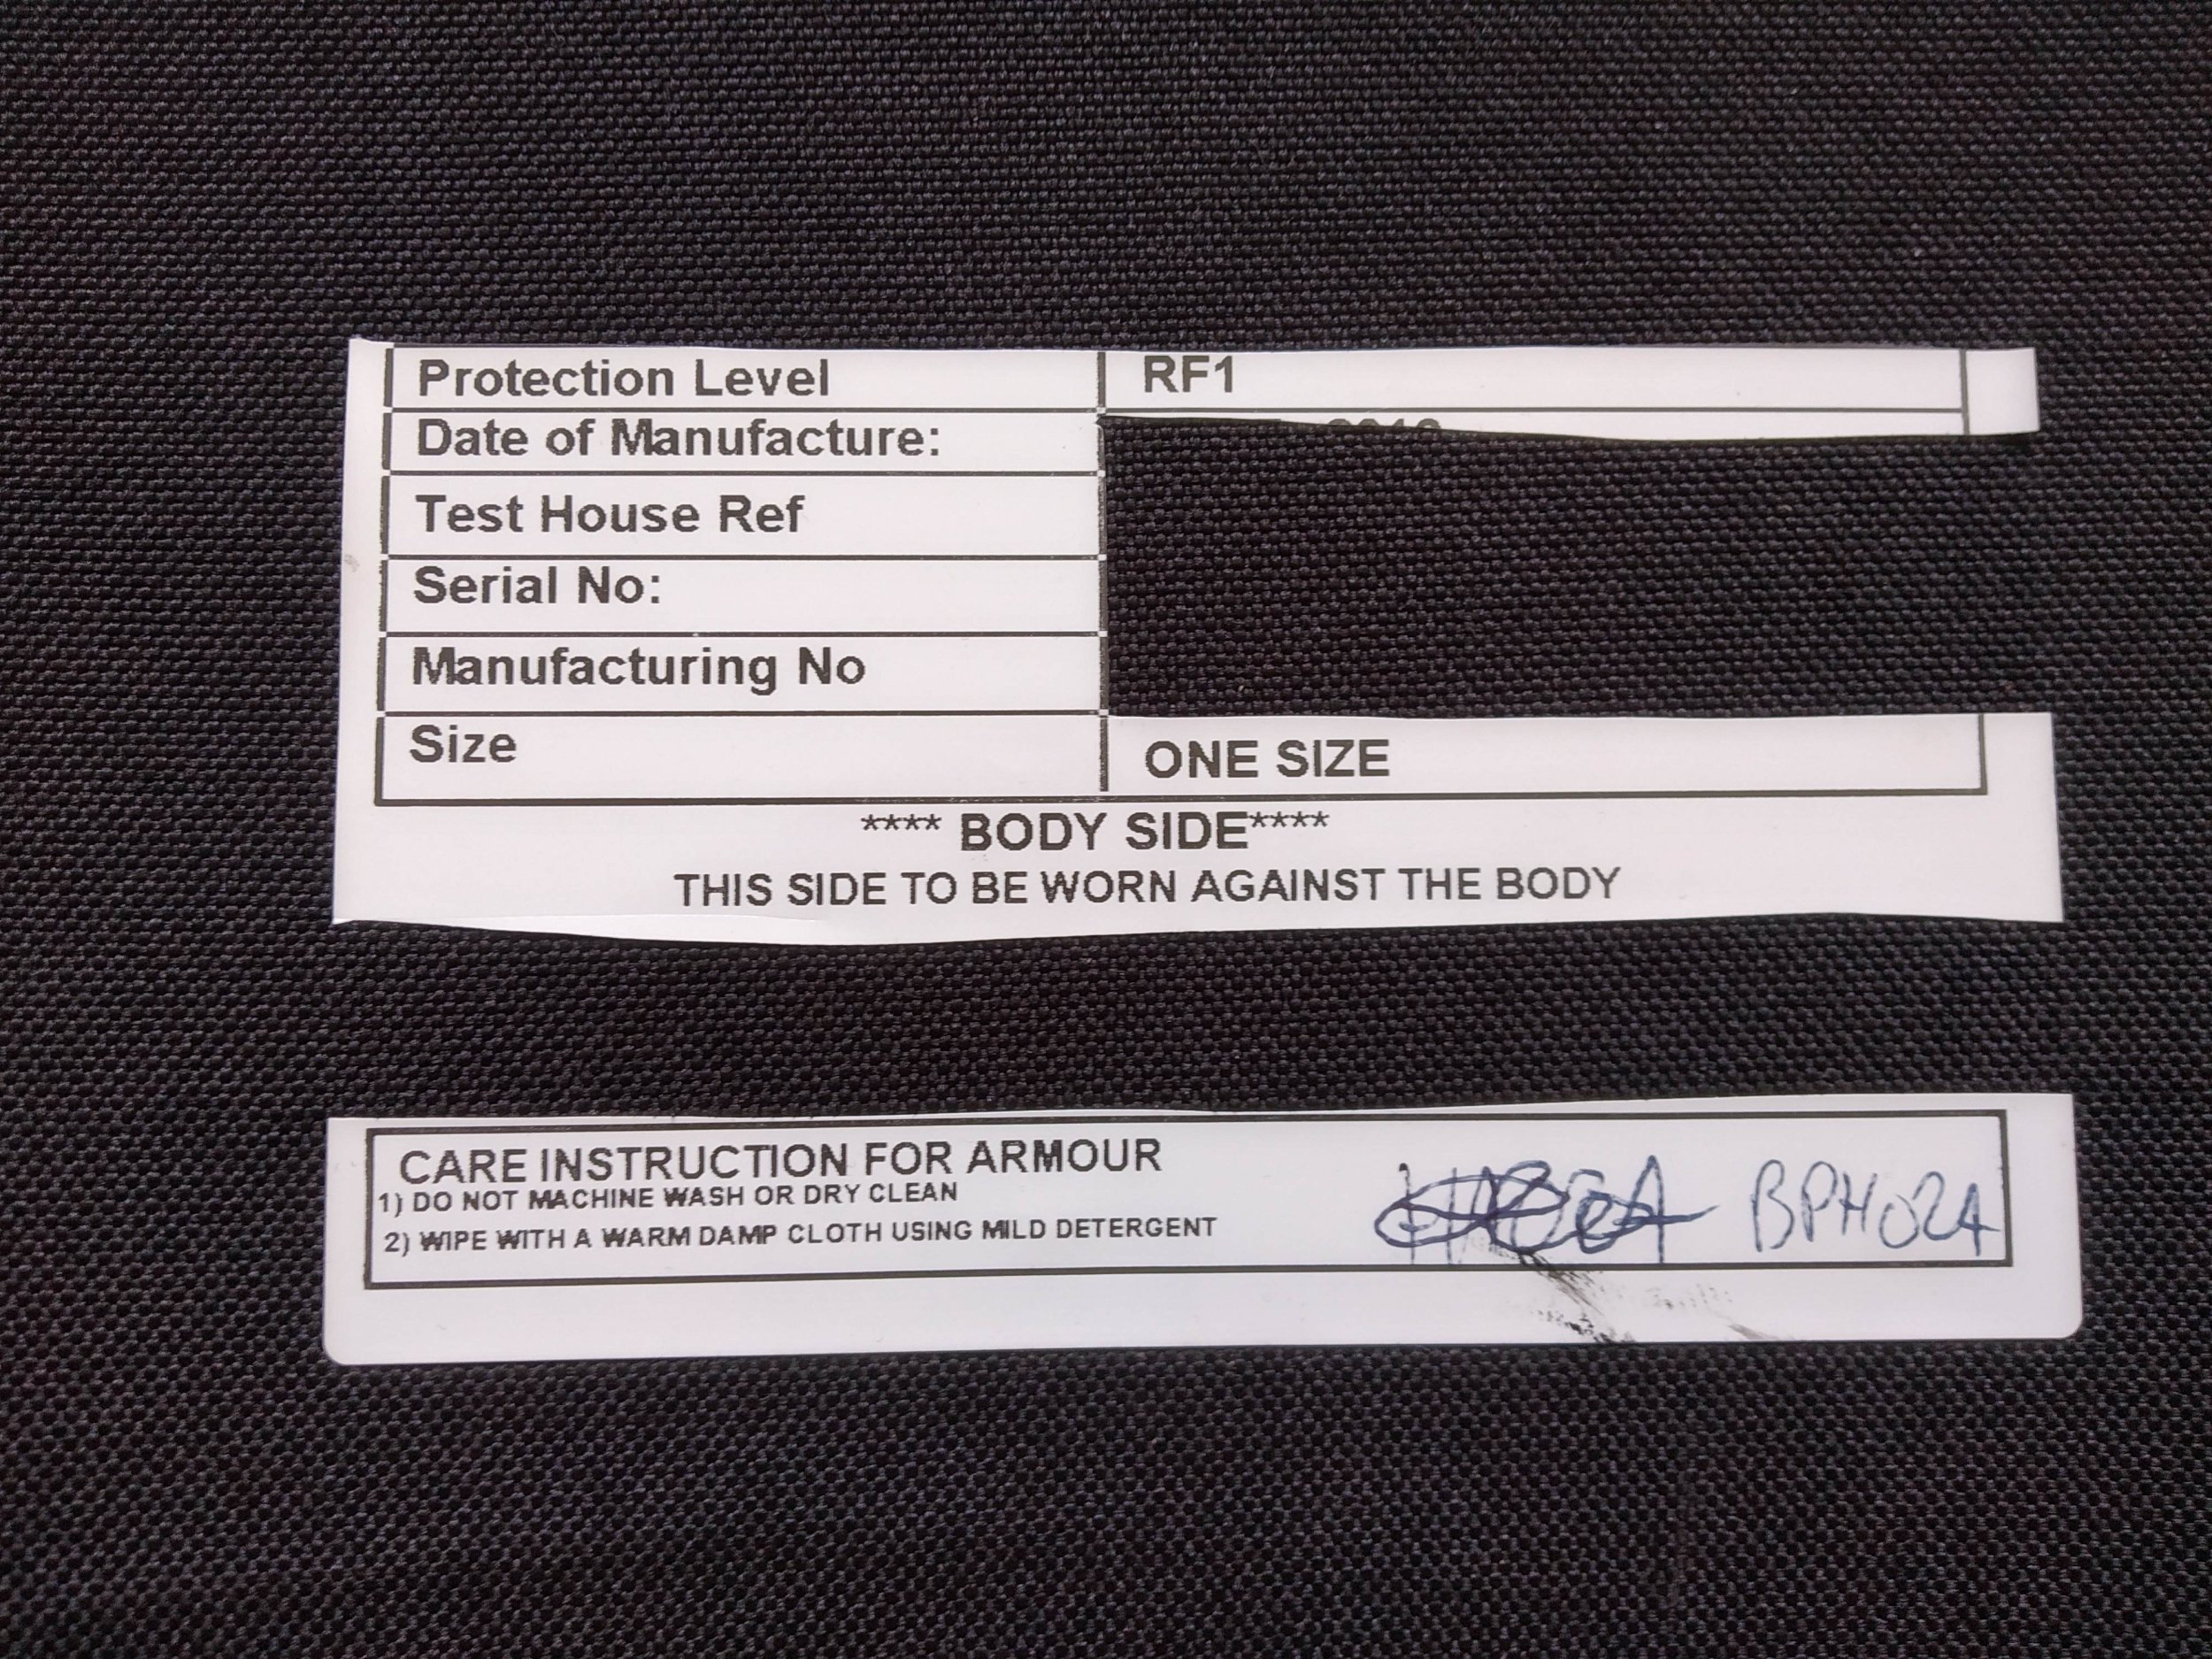 Protection Level RF1
Date of Manufacture:
Test House Ref
Serial No:
Manufacturing No
Size ONE SIZE
**** BODY SIDE****
THIS SIDE TO BE WORN AGAINST THE BODY
CARE INSTRUCTION FOR ARMOUR
1) DO NOT MACHINE WASH OR DRY CLEAN
2) WIPE WITH A WARM DAMP CLOTH USING MILD DETERGENT
BPH02A